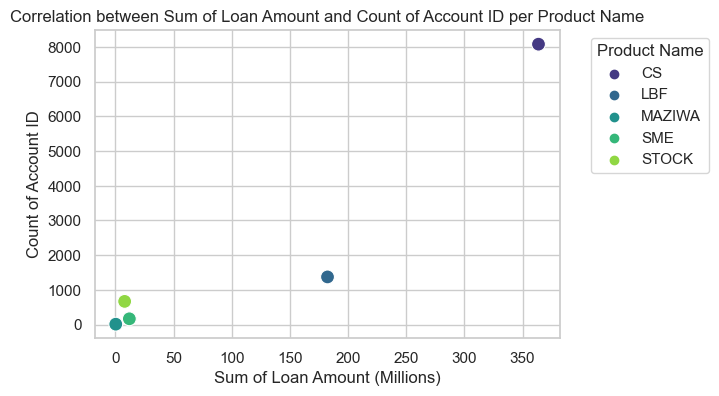 Correlation between Sum of Loan Amount and Count of Account ID per Product Name
Product Name
CS
LBF
MAZIWA
SME
STOCK
Count of Account ID
8000
7000
6000
5000
4000
3000
2000
1000
0
0 50 100 150 200 250 300 350
Sum of Loan Amount (Millions)